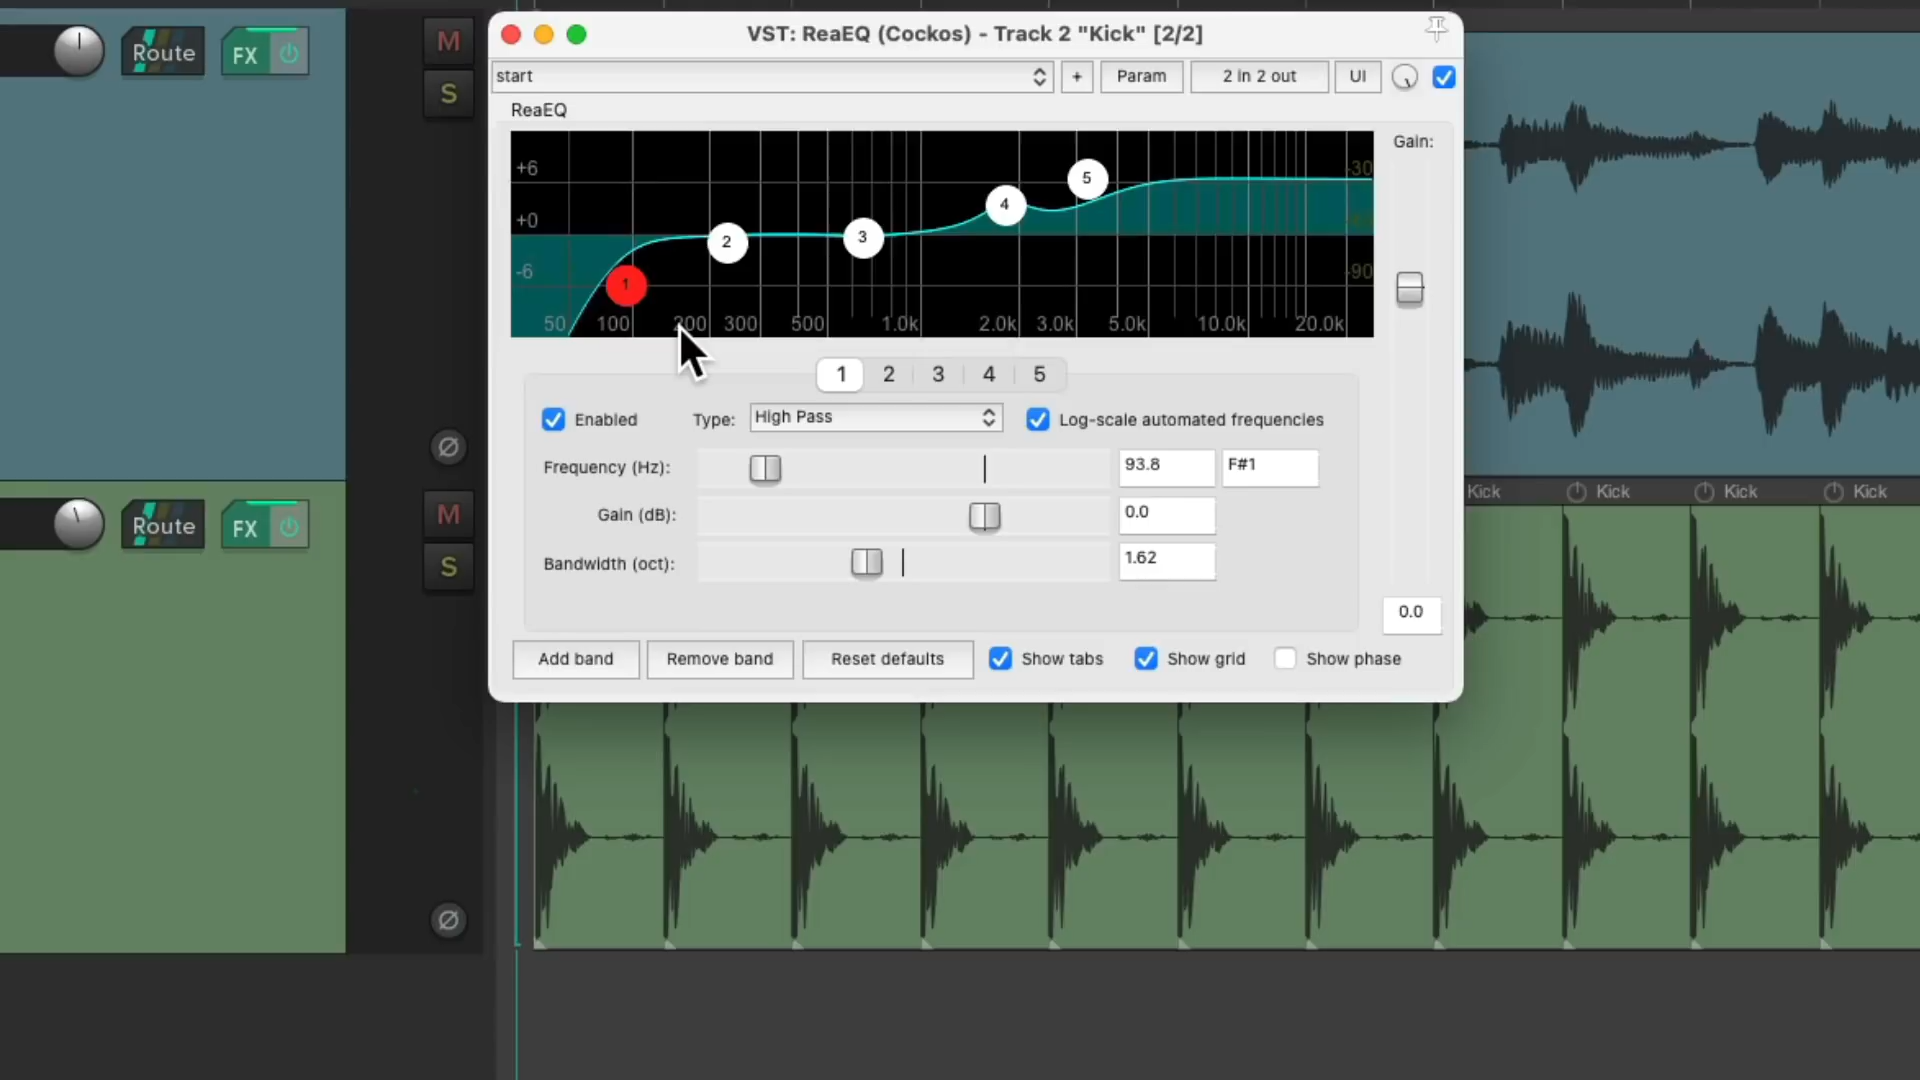 VST: ReaEQ (Cockos) - Track 2 "Kick" [2/2]
start
+
Param
2 in 2 out
UI
ReaEQ
Gain:
+6
+0
-6
-30
-90
1
2
3
4
5
50
100
200
300
500
1.0k
2.0k
3.0k
5.0k
10.0k
20.0k
1 2 3 4 5
Enabled
Type: High Pass
Log-scale automated frequencies
Frequency (Hz): 93.8 F#1
Gain (dB): 0.0
Bandwidth (oct): 1.62
0.0
Add band
Remove band
Reset defaults
Show tabs
Show grid
Show phase
Route
FX
M
S
Route
FX
M
S
Kick
Kick
Kick
Kick